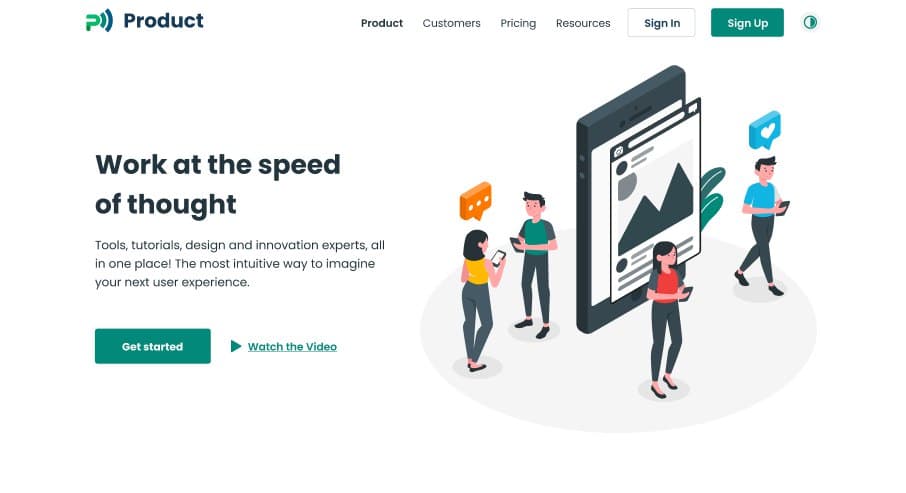 Product
Product
Customers
Pricing
Resources
Sign In
Sign Up
Work at the speed
of thought
Tools, tutorials, design and innovation experts, all
in one place! The most intuitive way to imagine
your next user experience.
Get started
Watch the Video